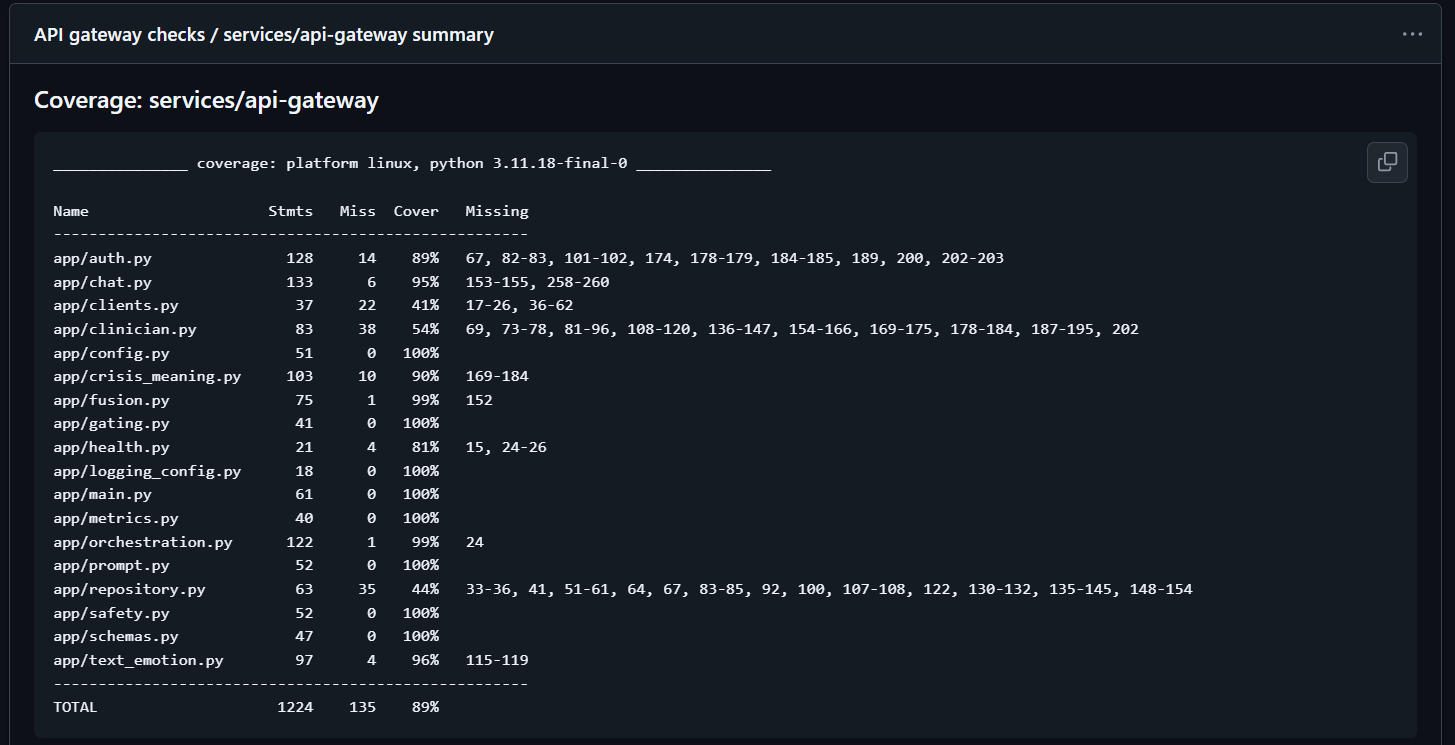 API gateway checks / services/api-gateway summary
Coverage: services/api-gateway
_______________ coverage: platform linux, python 3.11.18-final-0 _______________
Name                    Stmts   Miss  Cover   Missing
-----------------------------------------------------
app/auth.py               128     14    89%   67, 82-83, 101-102, 174, 178-179, 184-185, 189, 200, 202-203
app/chat.py               133      6    95%   153-155, 258-260
app/clients.py             37     22    41%   17-26, 36-62
app/clinician.py           83     38    54%   69, 73-78, 81-96, 108-120, 136-147, 154-166, 169-175, 178-184, 187-195, 202
app/config.py              51      0   100%
app/crisis_meaning.py     103     10    90%   169-184
app/fusion.py              75      1    99%   152
app/gating.py              41      0   100%
app/health.py              21      4    81%   15, 24-26
app/logging_config.py      18      0   100%
app/main.py                61      0   100%
app/metrics.py             40      0   100%
app/orchestration.py      122      1    99%   24
app/prompt.py              52      0   100%
app/repository.py          63     35    44%   33-36, 41, 51-61, 64, 67, 83-85, 92, 100, 107-108, 122, 130-132, 135-145, 148-154
app/safety.py              52      0   100%
app/schemas.py             47      0   100%
app/text_emotion.py        97      4    96%   115-119
-----------------------------------------------------
TOTAL                    1224    135    89%